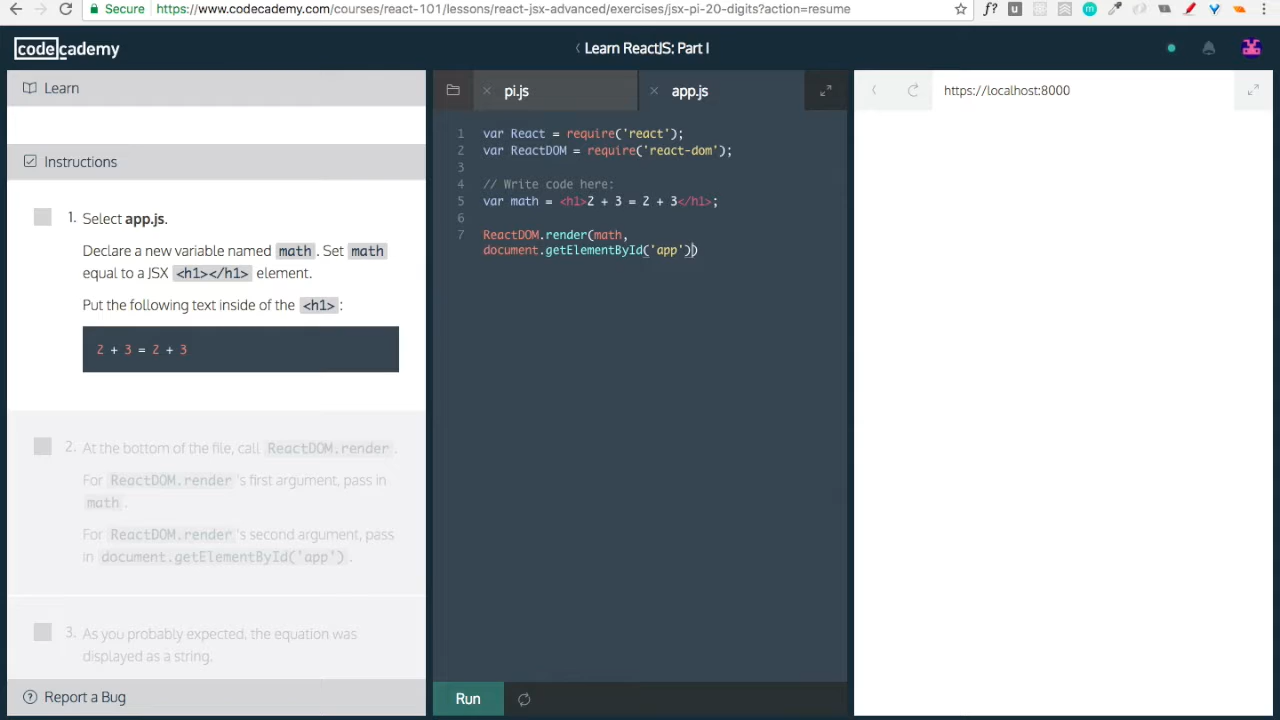 Secure https://www.codecademy.com/courses/react-101/lessons/react-jsx-advanced/exercises/jsx-pi-20-digits?action=resume
codecademy
Learn ReactJS: Part I
Learn
pi.js
app.js
https://localhost:8000
Instructions
1. Select app.js.
Declare a new variable named math. Set math
equal to a JSX <h1></h1> element.
Put the following text inside of the <h1>:
2 + 3 = 2 + 3
2. At the bottom of the file, call ReactDOM.render.
For ReactDOM.render's first argument, pass in
math.
For ReactDOM.render's second argument, pass
in document.getElementById('app').
3. As you probably expected, the equation was
displayed as a string.
Report a Bug
1 var React = require('react');
2 var ReactDOM = require('react-dom');
3
4 // Write code here:
5 var math = <h1>2 + 3 = 2 + 3</h1>;
6
7 ReactDOM.render(math,
document.getElementById('app'))
Run